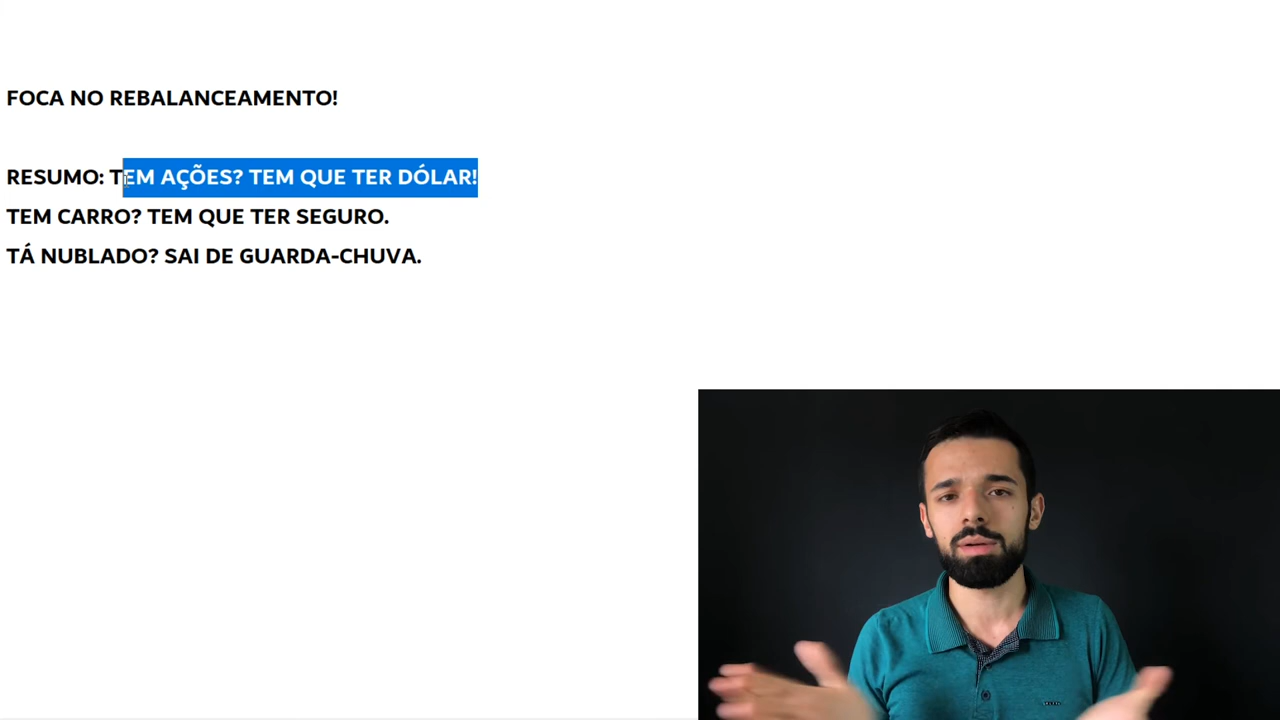 FOCA NO REBALANCEAMENTO!
RESUMO: TEM AÇÕES? TEM QUE TER DÓLAR!
TEM CARRO? TEM QUE TER SEGURO.
TÁ NUBLADO? SAI DE GUARDA-CHUVA.